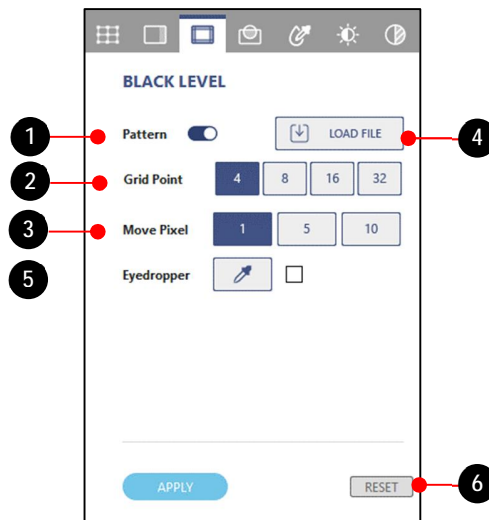 BLACK LEVEL
1 Pattern LOAD FILE 4
2 Grid Point 4 8 16 32
3 Move Pixel 1 5 10
5 Eyedropper
APPLY RESET 6